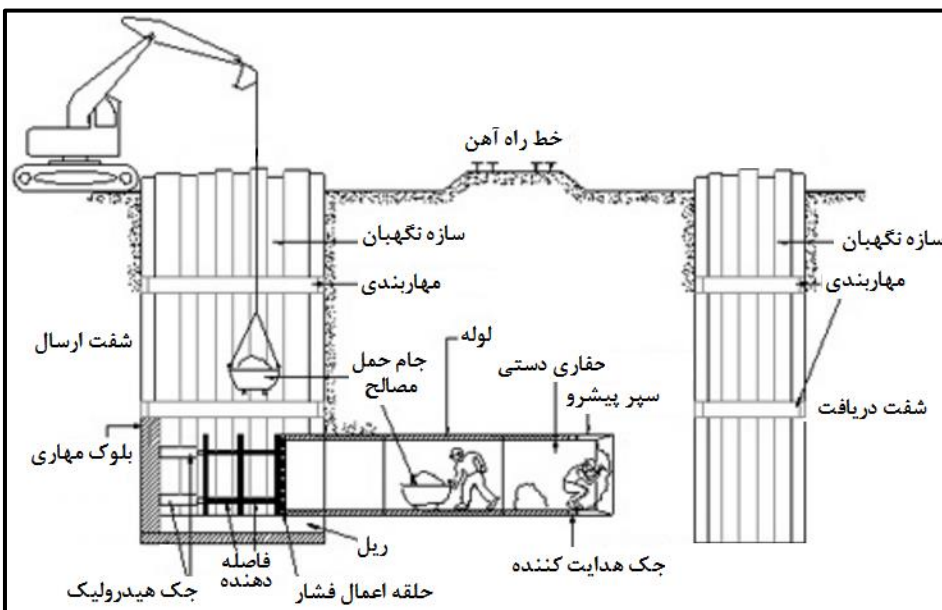 خط راه آهن
سازه نگهبان
سازه نگهبان
مهاربندی
مهاربندی
شفت ارسال
لوله
جام حمل
مصالح
حفاری دستی
سپر پیشرو
شفت دریافت
بلوک مهاری
ریل
جک هدایت کننده
فاصله
دهنده
جک هیدرولیک
حلقه اعمال فشار